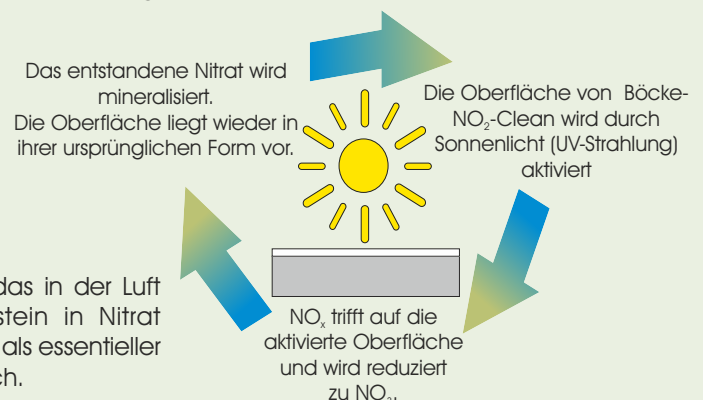 Das entstandene Nitrat wird
mineralisiert.
Die Oberfläche liegt wieder in
ihrer ursprünglichen Form vor.
Die Oberfläche von Böcke-
NO₂-Clean wird durch
Sonnenlicht (UV-Strahlung)
aktiviert
NOₓ trifft auf die
aktivierte Oberfläche
und wird reduziert
zu NO₃.
das in der Luft
stein in Nitrat
als essentieller
ch.